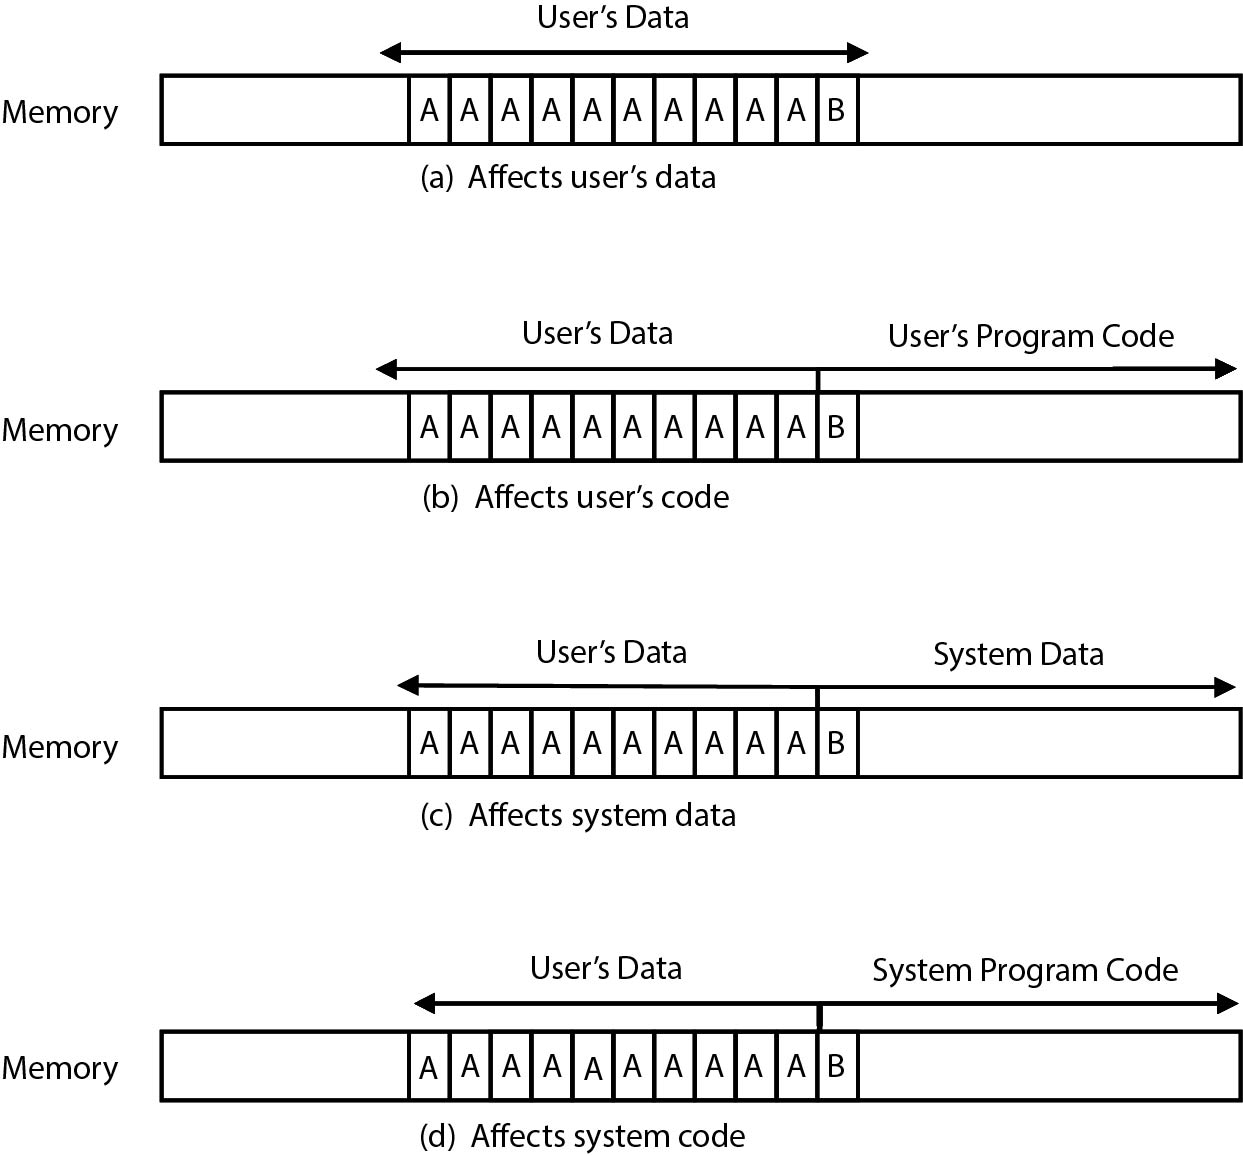 User’s Data
Memory A A A A A A A A A A B
(a) Affects user’s data
User’s Data User’s Program Code
Memory A A A A A A A A A A B
(b) Affects user’s code
User’s Data System Data
Memory A A A A A A A A A A B
(c) Affects system data
User’s Data System Program Code
Memory A A A A A A A A A A B
(d) Affects system code